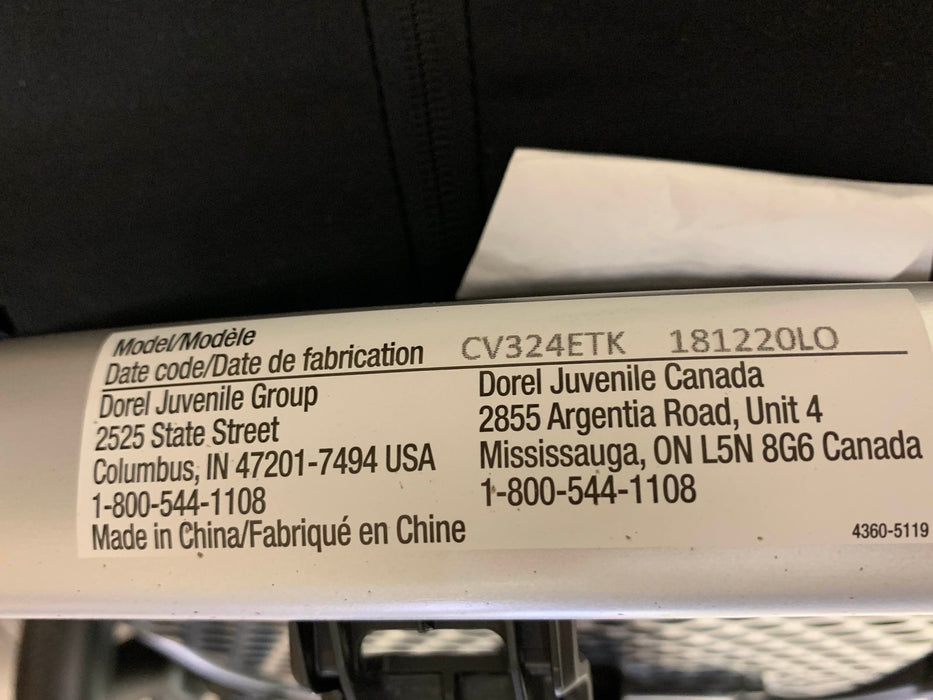 Model/Modèle
Date code/Date de fabrication CV324ETK 181220LO
Dorel Juvenile Group
2525 State Street
Columbus, IN 47201-7494 USA
1-800-544-1108
Made in China/Fabriqué en Chine
Dorel Juvenile Canada
2855 Argentia Road, Unit 4
Mississauga, ON L5N 8G6 Canada
1-800-544-1108
4360-5119